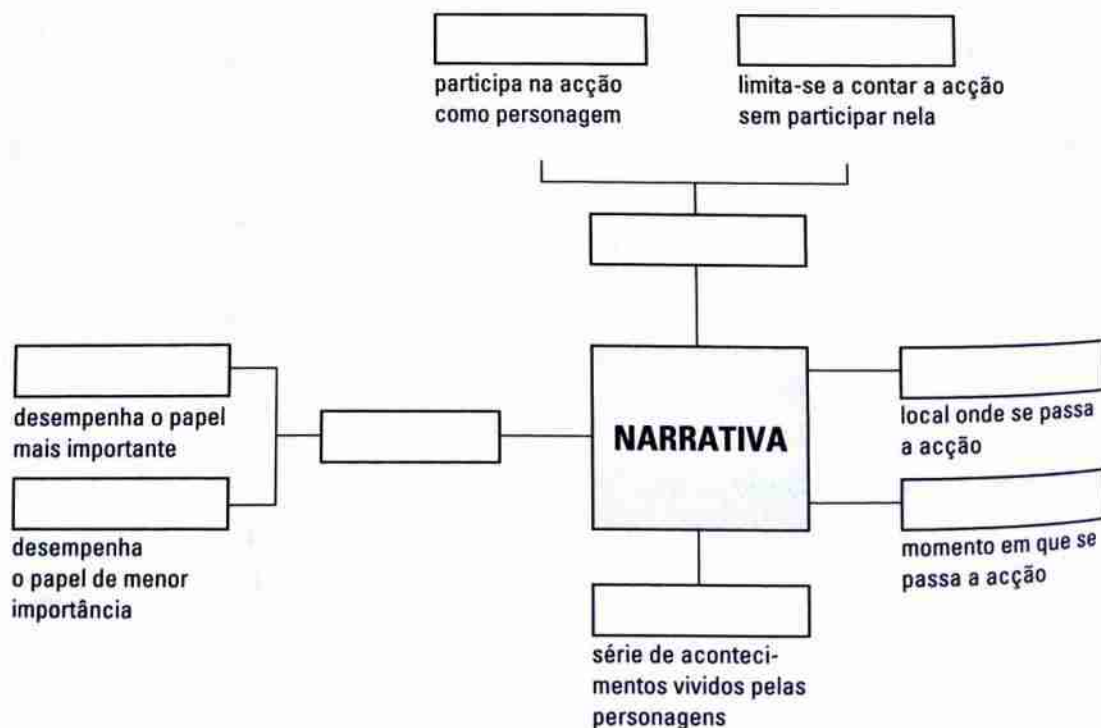 participa na acção
como personagem
limita-se a contar a acção
sem participar nela
desempenha o papel
mais importante
NARRATIVA
local onde se passa
a acção
desempenha
o papel de menor
importância
momento em que se
passa a acção
série de aconteci-
mentos vividos pelas
personagens